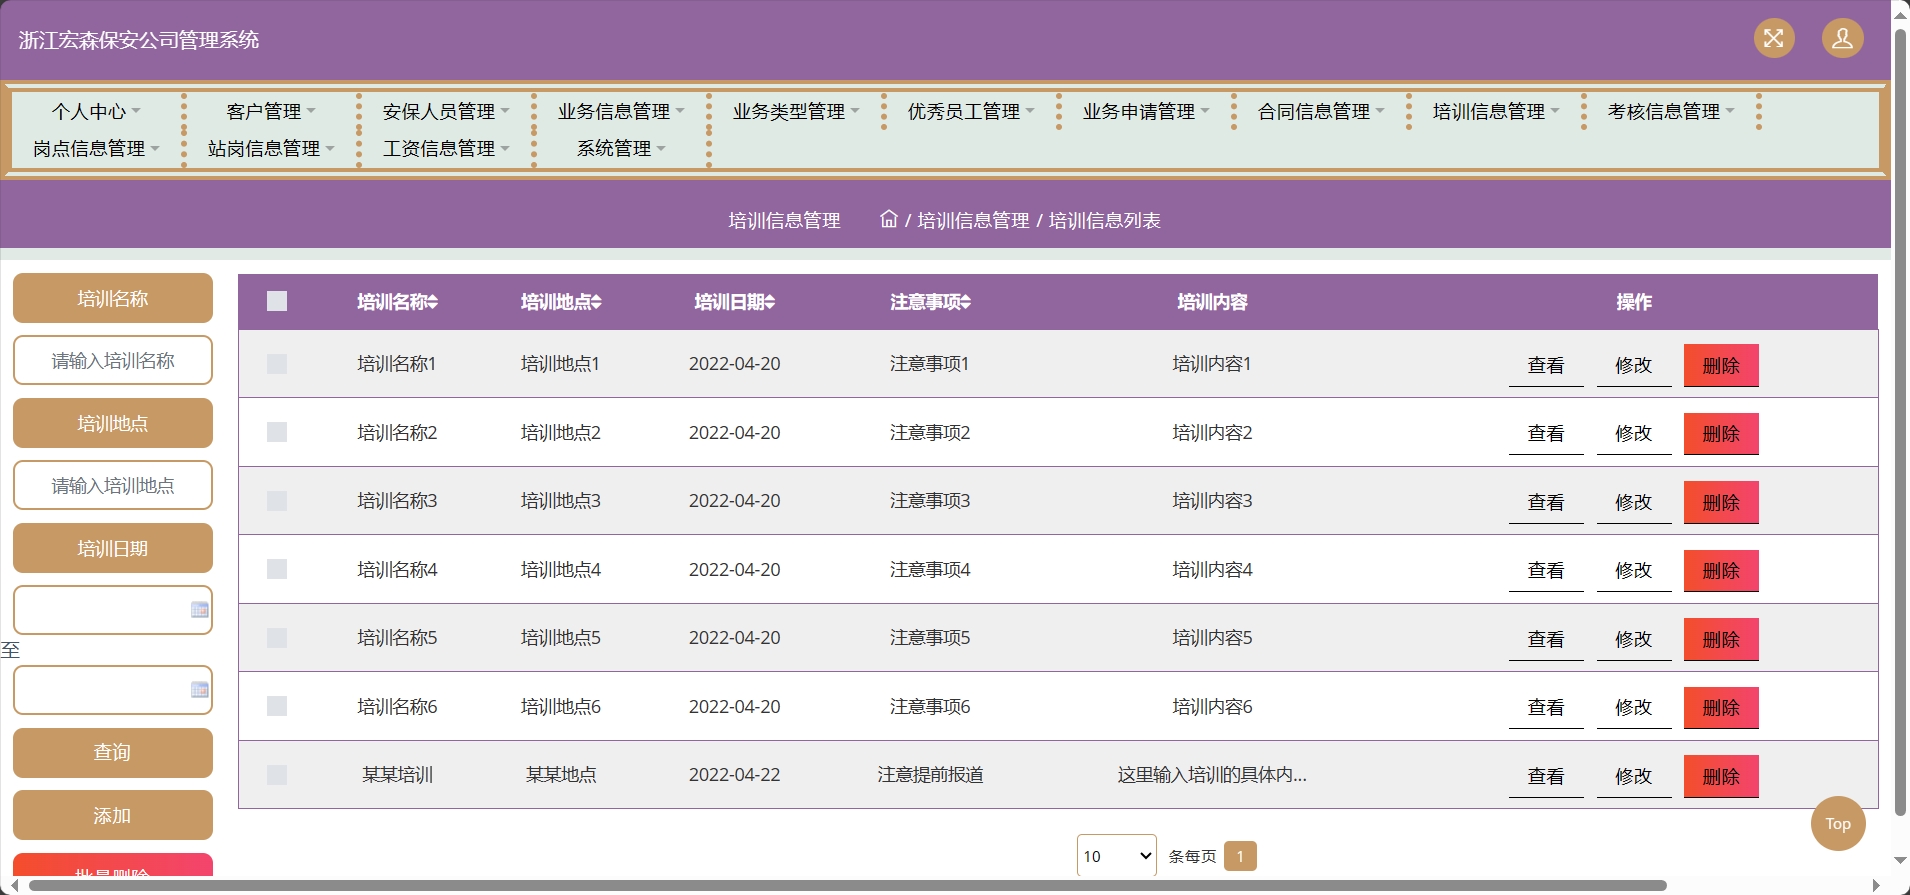 浙江宏森保安公司管理系统
个人中心 客户管理 安保人员管理 业务信息管理 业务类型管理 优秀员工管理 业务申请管理 合同信息管理 培训信息管理 考核信息管理
岗点信息管理 站岗信息管理 工资信息管理 系统管理
培训信息管理 / 培训信息管理 / 培训信息列表
培训名称
请输入培训名称
培训地点
请输入培训地点
培训日期
至
查询
添加
批量删除
培训名称 培训地点 培训日期 注意事项 培训内容 操作
培训名称1 培训地点1 2022-04-20 注意事项1 培训内容1 查看 修改 删除
培训名称2 培训地点2 2022-04-20 注意事项2 培训内容2 查看 修改 删除
培训名称3 培训地点3 2022-04-20 注意事项3 培训内容3 查看 修改 删除
培训名称4 培训地点4 2022-04-20 注意事项4 培训内容4 查看 修改 删除
培训名称5 培训地点5 2022-04-20 注意事项5 培训内容5 查看 修改 删除
培训名称6 培训地点6 2022-04-20 注意事项6 培训内容6 查看 修改 删除
某某培训 某某地点 2022-04-22 注意提前报道 这里输入培训的具体内... 查看 修改 删除
Top
10 条每页 1